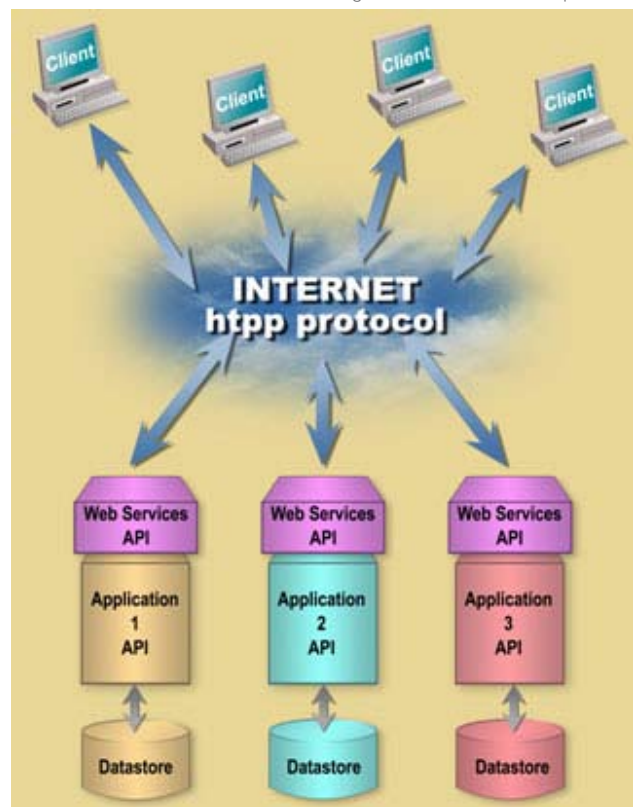 Client
Client
Client
Client
INTERNET
htpp protocol
Web Services
API
Web Services
API
Web Services
API
Application
1
API
Application
2
API
Application
3
API
Datastore
Datastore
Datastore